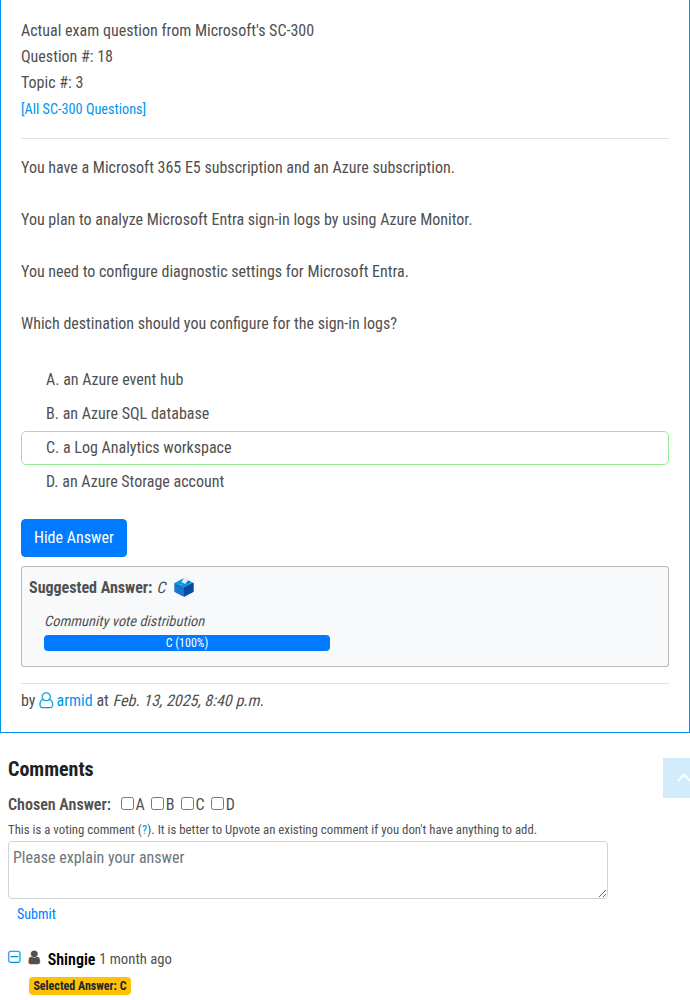 Actual exam question from Microsoft's SC-300
Question #: 18
Topic #: 3
[All SC-300 Questions]
You have a Microsoft 365 E5 subscription and an Azure subscription.
You plan to analyze Microsoft Entra sign-in logs by using Azure Monitor.
You need to configure diagnostic settings for Microsoft Entra.
Which destination should you configure for the sign-in logs?
A. an Azure event hub
B. an Azure SQL database
C. a Log Analytics workspace
D. an Azure Storage account
Hide Answer
Suggested Answer: C
Community vote distribution
C (100%)
by armid at Feb. 13, 2025, 8:40 p.m.
Comments
Chosen Answer: A B C D
This is a voting comment (?). It is better to Upvote an existing comment if you don't have anything to add.
Please explain your answer
Submit
Shingie 1 month ago
Selected Answer: C